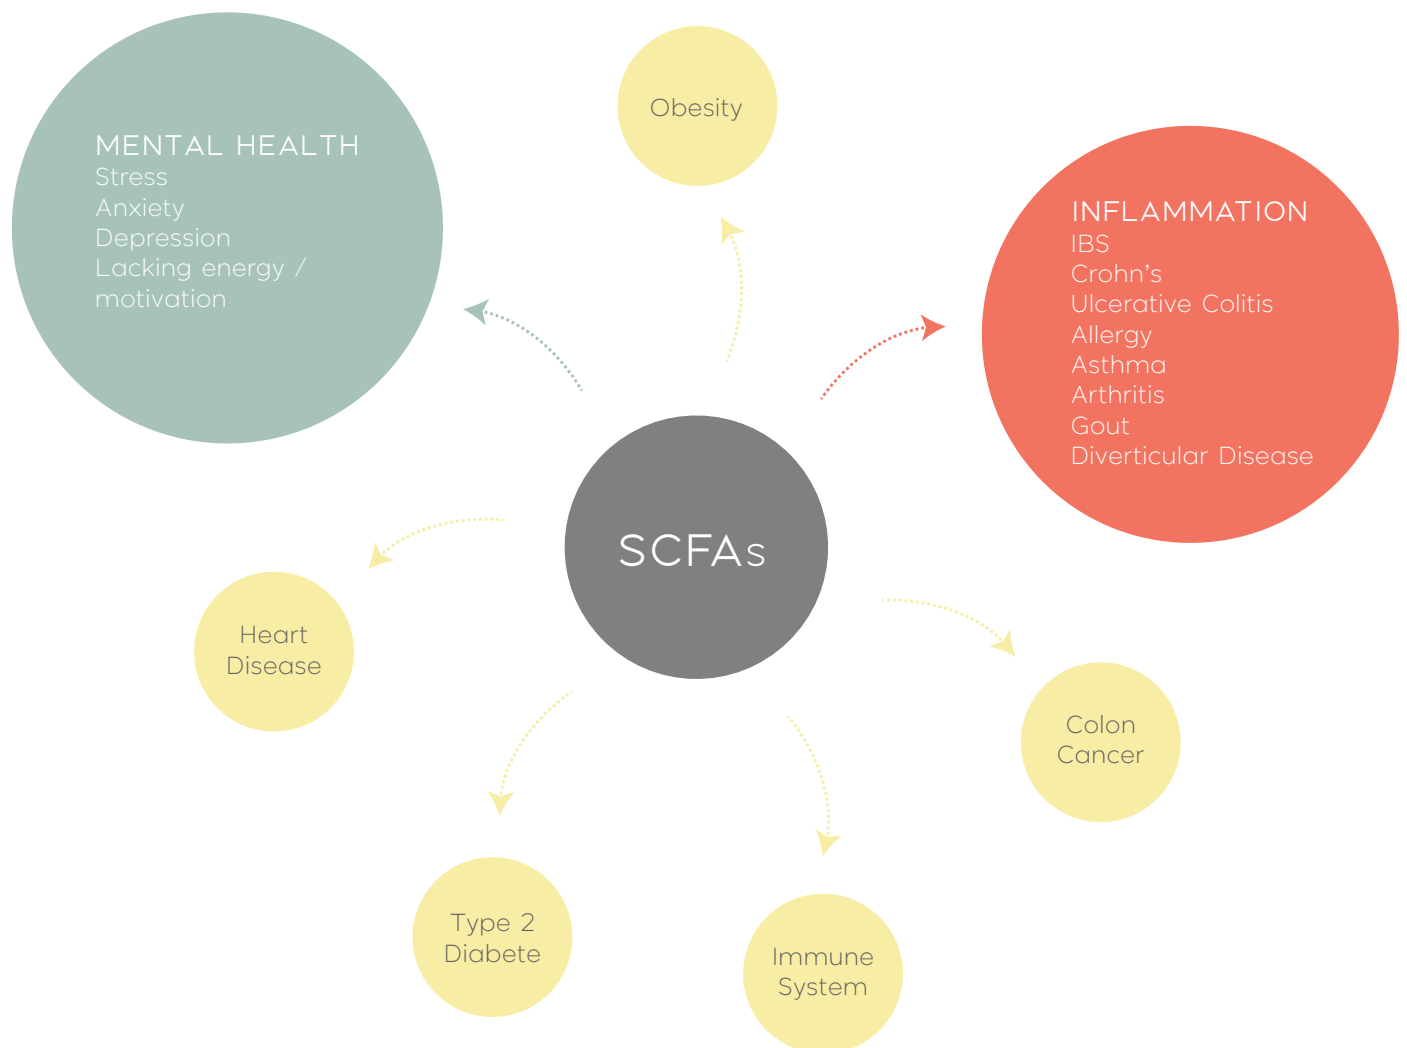 Obesity
MENTAL HEALTH
Stress
Anxiety
Depression
Lacking energy /
motivation
INFLAMMATION
IBS
Crohn’s
Ulcerative Colitis
Allergy
Asthma
Arthritis
Gout
Diverticular Disease
SCFAs
Heart
Disease
Colon
Cancer
Type 2
Diabete
Immune
System